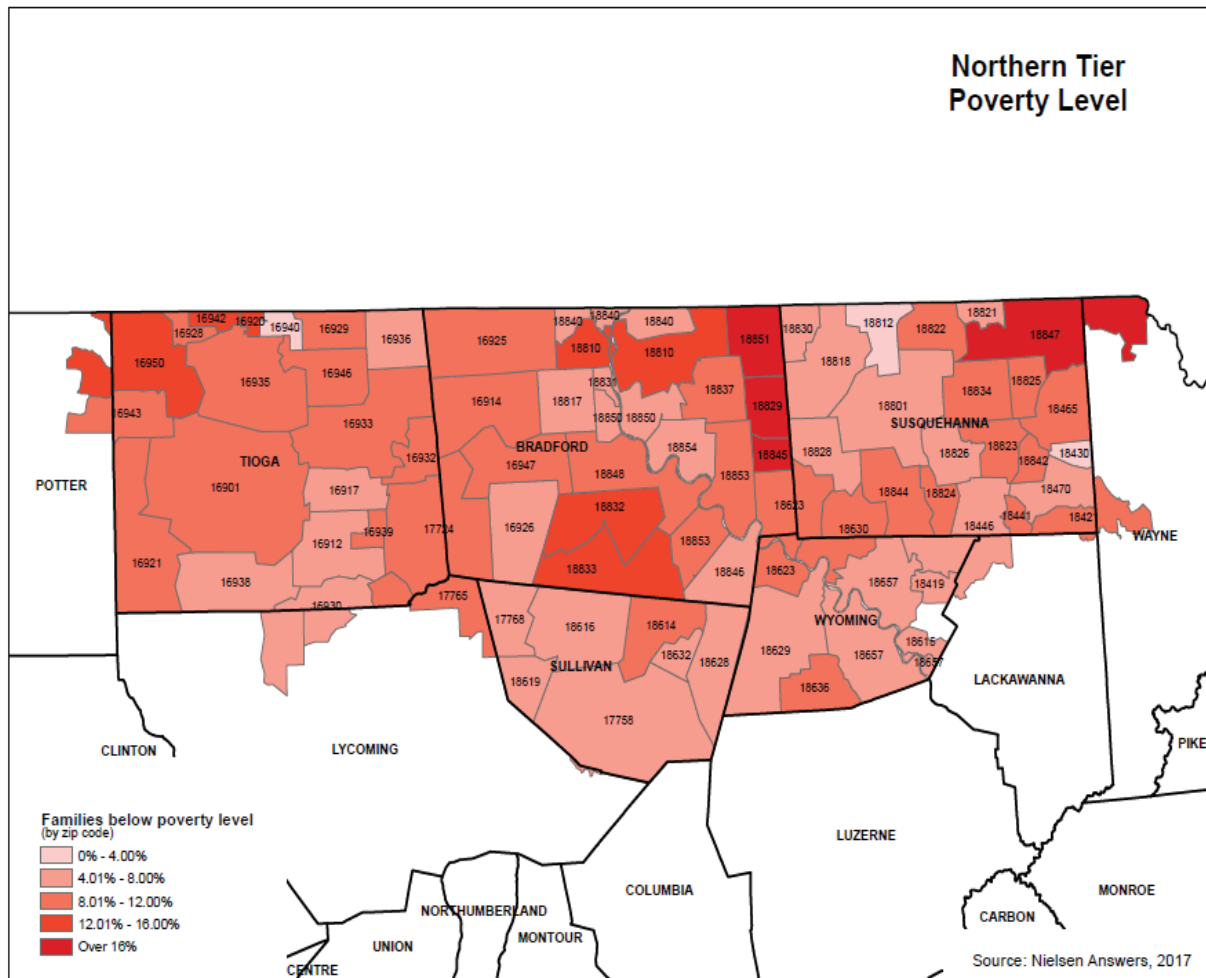 Northern Tier
Poverty Level
16942
16920
16940
16928
16929
16936
16950
16935
16946
16943
16933
16932
TIOGA
16901
16917
16939
17724
16912
16921
16938
16930
POTTER
16925
18840
18840
18840
18810
18810
18851
18831
18837
16914
18817
18850
18850
18829
BRADFORD
18854
18845
16947
18848
18853
18832
16926
18623
18853
18833
18846
18830
18812
18822
18821
18847
18818
18834
18825
18801
18465
SUSQUEHANNA
18828
18826
18823
18842
18430
18844
18824
18470
18630
18446
18441
1842
WAYNE
17765
17768
18616
18614
18632
18628
SULLIVAN
18619
17758
18623
18657
18419
WYOMING
18615
18629
18657
18657
18636
LACKAWANNA
CLINTON
LYCOMING
PIKE
LUZERNE
COLUMBIA
MONROE
NORTHUMBERLAND
CARBON
UNION
MONTOUR
CENTRE
Families below poverty level
(by zip code)
0% - 4.00%
4.01% - 8.00%
8.01% - 12.00%
12.01% - 16.00%
Over 16%
Source: Nielsen Answers, 2017